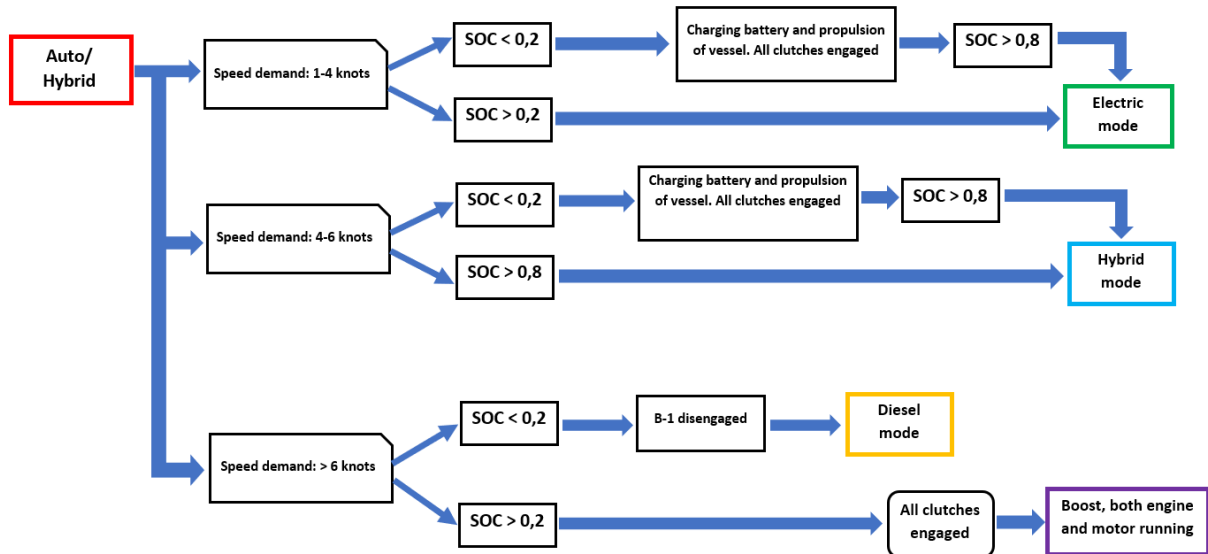 Auto/
Hybrid
Speed demand: 1-4 knots
SOC < 0,2
Charging battery and propulsion
of vessel. All clutches engaged
SOC > 0,8
SOC > 0,2
Electric
mode
Speed demand: 4-6 knots
SOC < 0,2
Charging battery and propulsion
of vessel. All clutches engaged
SOC > 0,8
SOC > 0,8
Hybrid
mode
Speed demand: > 6 knots
SOC < 0,2
B-1 disengaged
Diesel
mode
SOC > 0,2
All clutches
engaged
Boost, both engine
and motor running